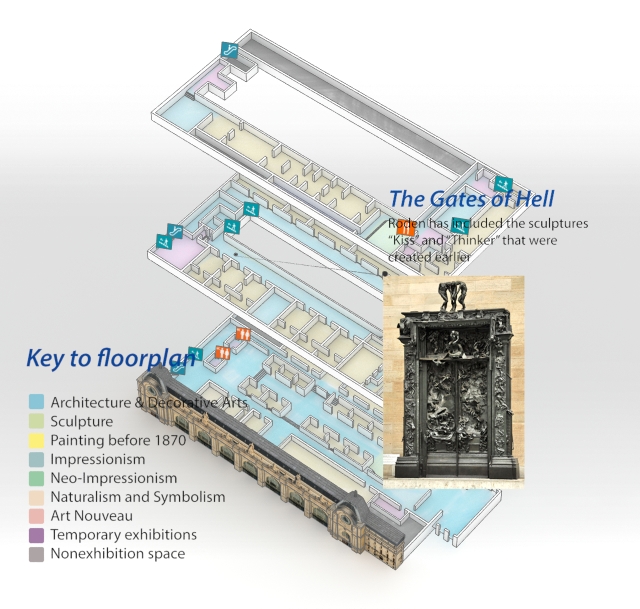 The Gates of Hell
Roden has included the sculptures
"Kiss" and "Thinker" that were
created earlier
Key to floorplan
Architecture & Decorative Arts
Sculpture
Painting before 1870
Impressionism
Neo-Impressionism
Naturalism and Symbolism
Art Nouveau
Temporary exhibitions
Nonexhibition space